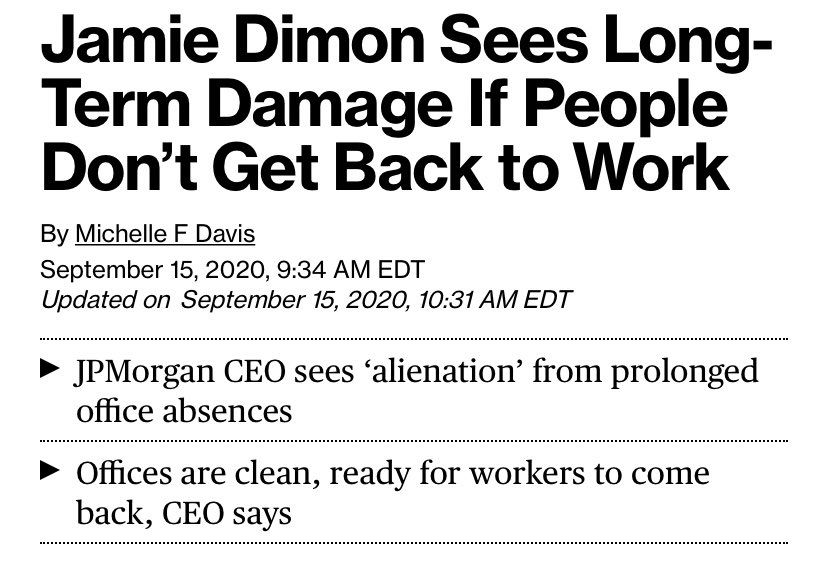 Jamie Dimon Sees Long-
Term Damage If People
Don’t Get Back to Work
By Michelle F Davis
September 15, 2020, 9:34 AM EDT
Updated on September 15, 2020, 10:31 AM EDT
JPMorgan CEO sees ‘alienation’ from prolonged
office absences
Offices are clean, ready for workers to come
back, CEO says